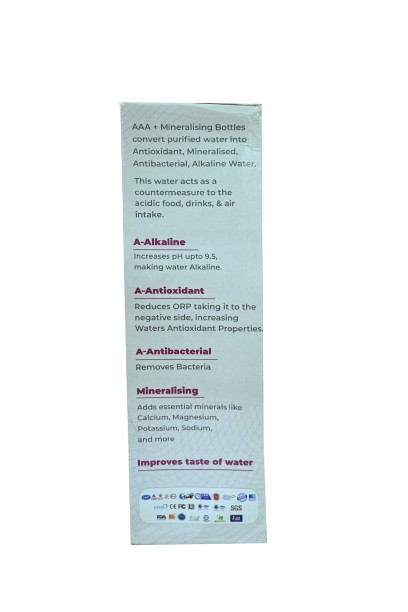 AAA + Mineralising Bottles
convert purified water into
Antioxidant, Mineralised,
Antibacterial, Alkaline Water.
This water acts as a
countermeasure to the
acidic food, drinks, & air
intake.
A-Alkaline
Increases pH upto 9.5,
making water Alkaline.
A-Antioxidant
Reduces ORP taking it to the
negative side, increasing
Waters Antioxidant Properties.
A-Antibacterial
Removes Bacteria
Mineralising
Adds essential minerals like
Calcium, Magnesium,
Potassium, Sodium,
and more
Improves taste of water
CE FC SGS
FDA